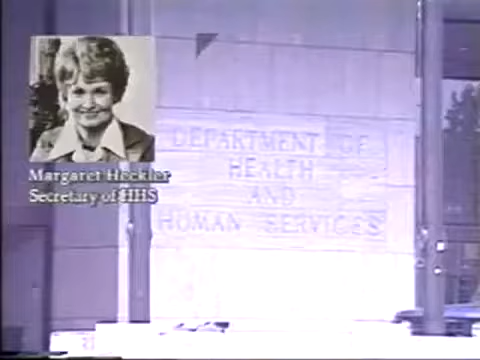 Margaret Heckler
Secretary of HHS
DEPARTMENT OF
HEALTH
AND
HUMAN SERVICES